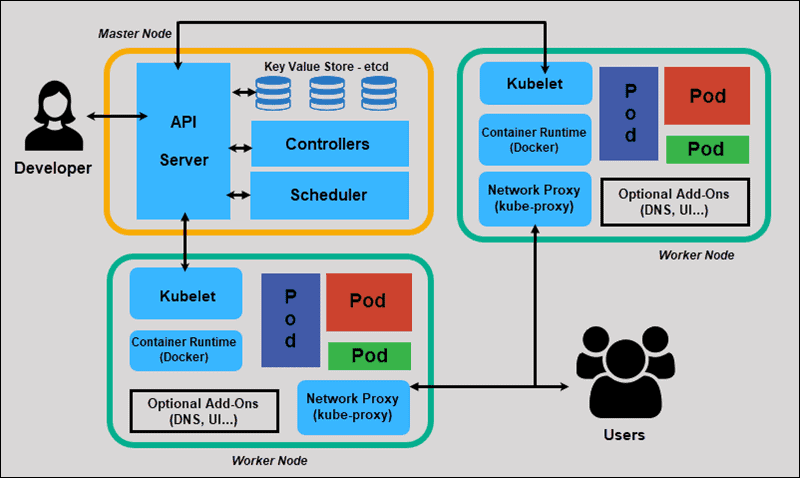 Master Node
Key Value Store - etcd
API
Server
Controllers
Scheduler
Developer
Kubelet
Container Runtime
(Docker)
Network Proxy
(kube-proxy)
P
o
d
Pod
Pod
Optional Add-Ons
(DNS, UI...)
Worker Node
Kubelet
Container Runtime
(Docker)
P
o
d
Pod
Pod
Optional Add-Ons
(DNS, UI...)
Network Proxy
(kube-proxy)
Worker Node
Users